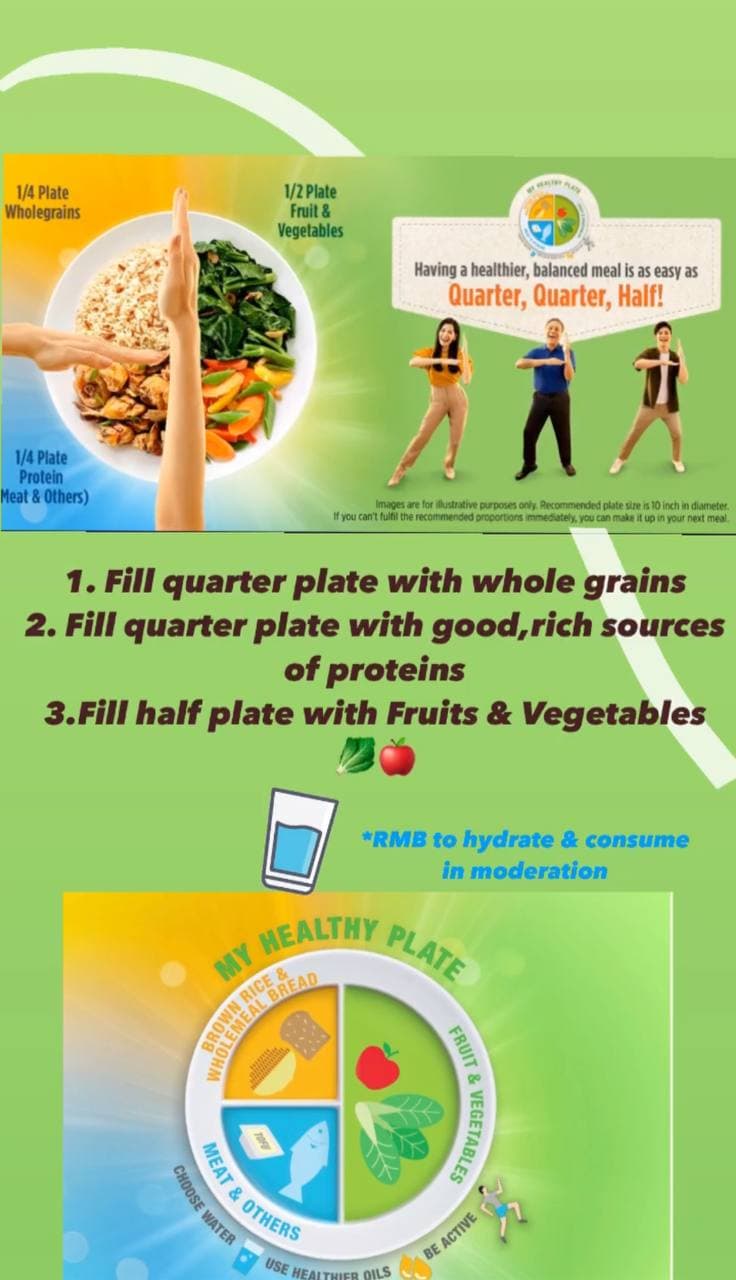 1/4 Plate
Wholegrains
1/2 Plate
Fruit &
Vegetables
1/4 Plate
Protein
Meat & Others)
MY HEALTHY PLATE
Having a healthier, balanced meal is as easy as
Quarter, Quarter, Half!
Images are for illustrative purposes only. Recommended plate size is 10 inch in diameter.
If you can't fulfil the recommended proportions immediately, you can make it up in your next meal.
1. Fill quarter plate with whole grains
2. Fill quarter plate with good,rich sources
of proteins
3.Fill half plate with Fruits & Vegetables
*RMB to hydrate & consume
in moderation
MY HEALTHY PLATE
BROWN RICE &
WHOLEMEAL BREAD
FRUIT & VEGETABLES
TOFU
MEAT & OTHERS
CHOOSE WATER
USE HEALTHIER OILS
BE ACTIVE